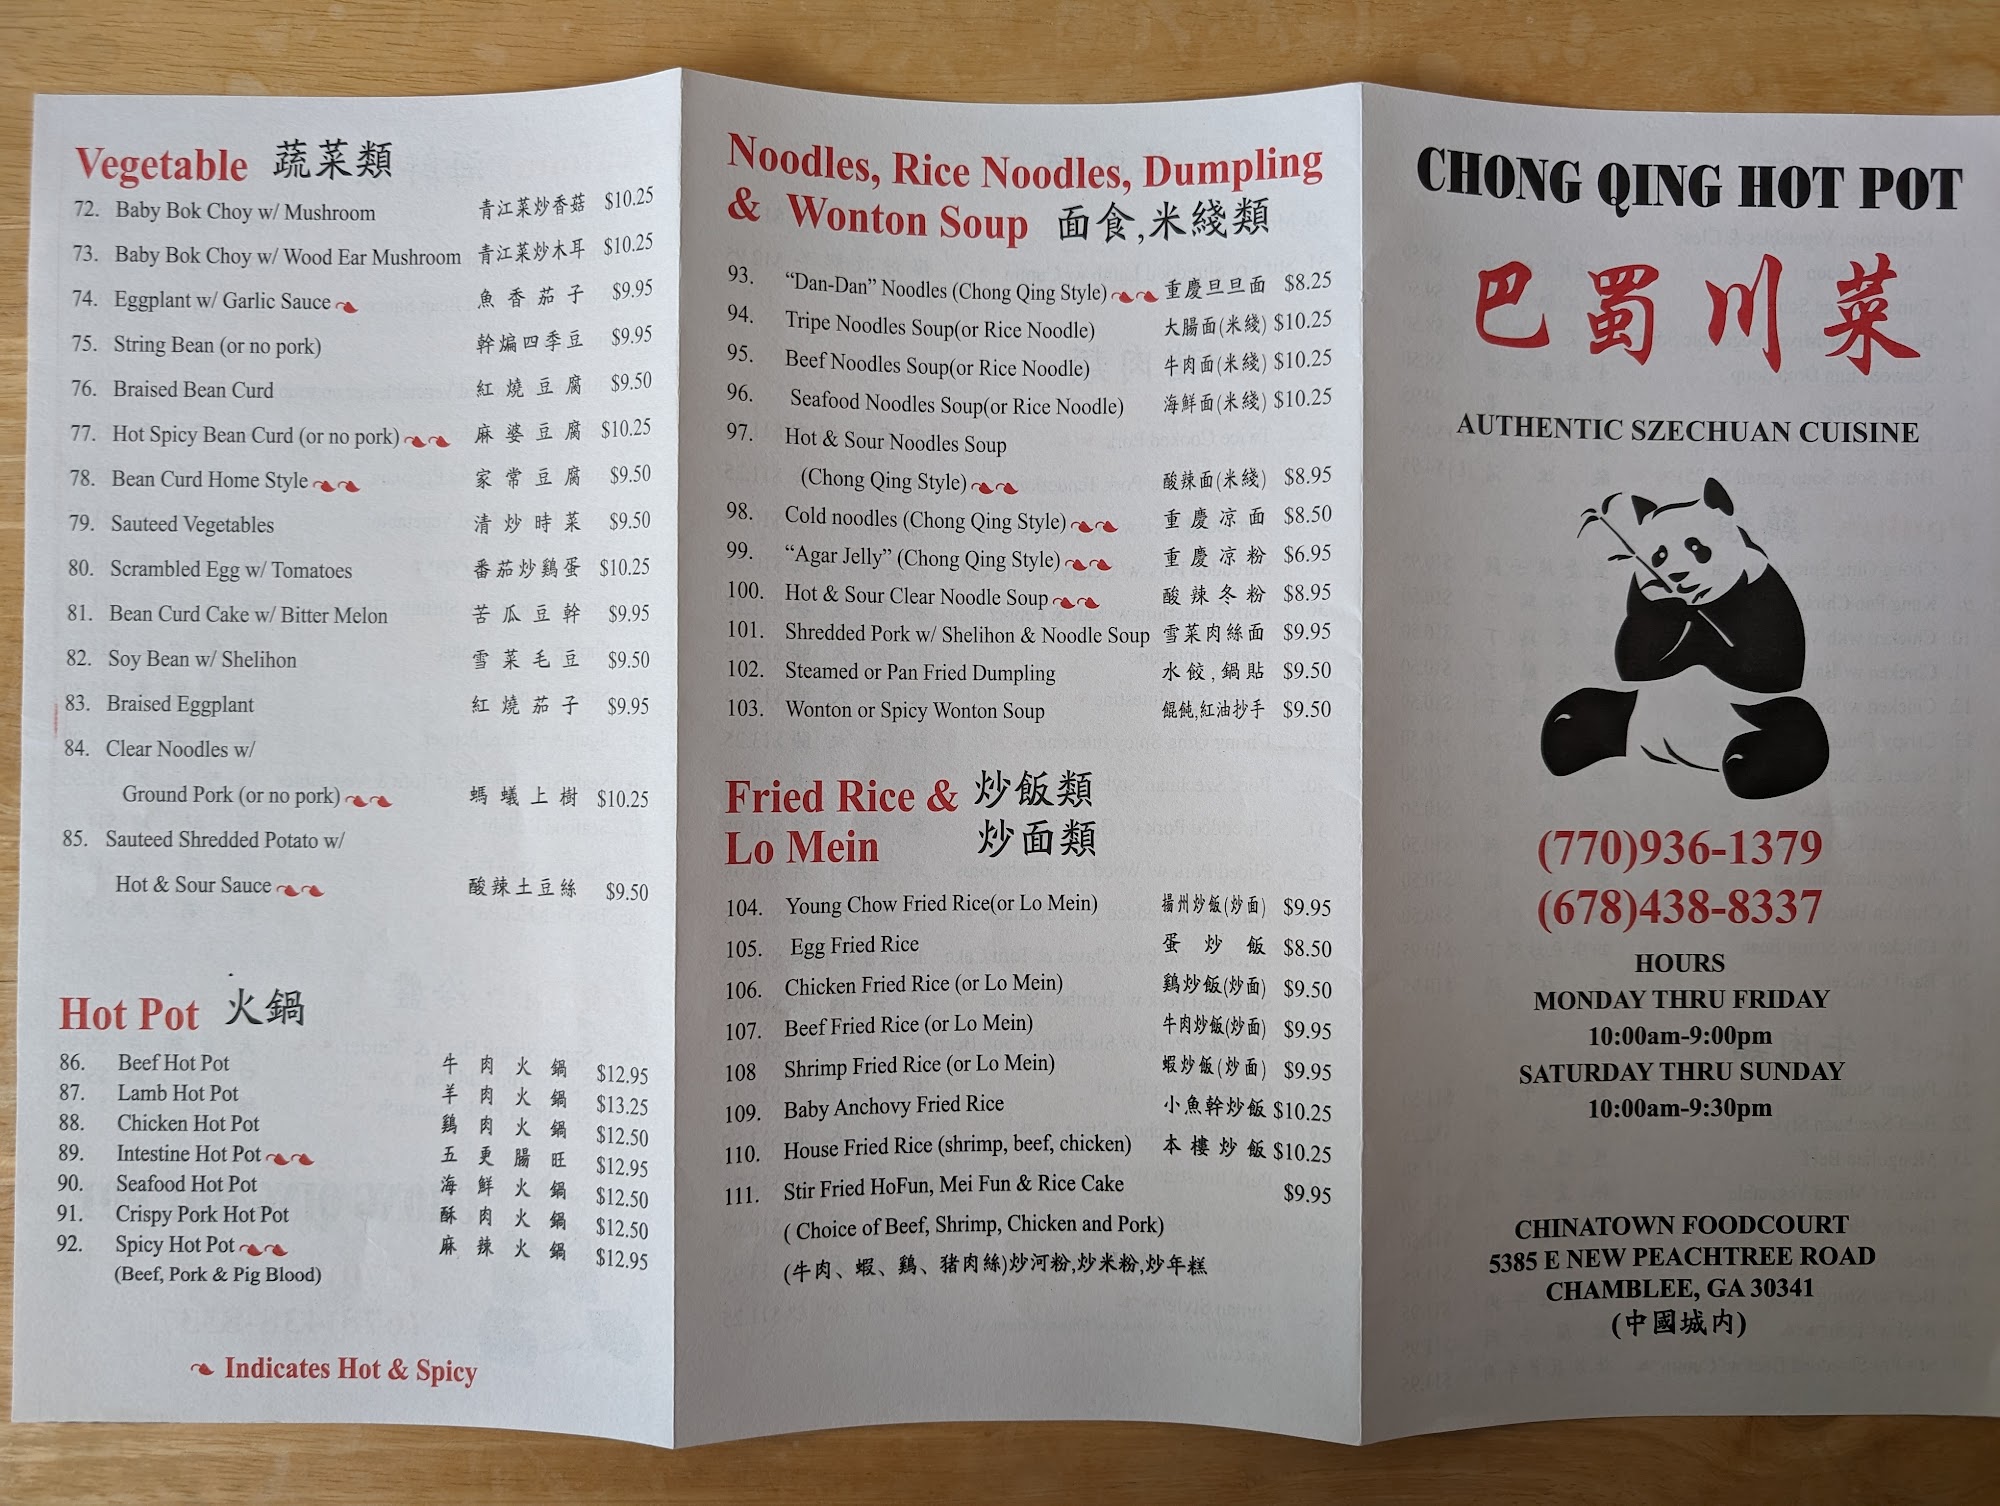 Vegetable 蔬菜類
72. Baby Bok Choy w/ Mushroom 青江菜炒香菇 $10.25
73. Baby Bok Choy w/ Wood Ear Mushroom 青江菜炒木耳 $10.25
74. Eggplant w/ Garlic Sauce 魚香茄子 $9.95
75. String Bean (or no pork) 幹煸四季豆 $9.95
76. Braised Bean Curd 紅燒豆腐 $9.50
77. Hot Spicy Bean Curd (or no pork) 麻婆豆腐 $10.25
78. Bean Curd Home Style 家常豆腐 $9.50
79. Sauteed Vegetables 清炒時菜 $9.50
80. Scrambled Egg w/ Tomatoes 番茄炒鷄蛋 $10.25
81. Bean Curd Cake w/ Bitter Melon 苦瓜豆幹 $9.95
82. Soy Bean w/ Shelihon 雪菜毛豆 $9.50
83. Braised Eggplant 紅燒茄子 $9.95
84. Clear Noodles w/
Ground Pork (or no pork) 螞蟻上樹 $10.25
85. Sauteed Shredded Potato w/
Hot & Sour Sauce 酸辣土豆絲 $9.50
Hot Pot 火鍋
86. Beef Hot Pot 牛肉火鍋 $12.95
87. Lamb Hot Pot 羊肉火鍋 $13.25
88. Chicken Hot Pot 鷄肉火鍋 $12.50
89. Intestine Hot Pot 五更腸旺 $12.95
90. Seafood Hot Pot 海鮮火鍋 $12.50
91. Crispy Pork Hot Pot 酥肉火鍋 $12.50
92. Spicy Hot Pot 麻辣火鍋 $12.95
(Beef, Pork & Pig Blood)
Indicates Hot & Spicy
Noodles, Rice Noodles, Dumpling
& Wonton Soup 面食,米綫類
93. “Dan-Dan” Noodles (Chong Qing Style) 重慶旦旦面 $8.25
94. Tripe Noodles Soup(or Rice Noodle) 大腸面(米綫) $10.25
95. Beef Noodles Soup(or Rice Noodle) 牛肉面(米綫) $10.25
96. Seafood Noodles Soup(or Rice Noodle) 海鮮面(米綫) $10.25
97. Hot & Sour Noodles Soup
(Chong Qing Style) 酸辣面(米綫) $8.95
98. Cold noodles (Chong Qing Style) 重慶凉面 $8.50
99. “Agar Jelly” (Chong Qing Style) 重慶凉粉 $6.95
100. Hot & Sour Clear Noodle Soup 酸辣冬粉 $8.95
101. Shredded Pork w/ Shelihon & Noodle Soup 雪菜肉絲面 $9.95
102. Steamed or Pan Fried Dumpling 水餃,鍋貼 $9.50
103. Wonton or Spicy Wonton Soup 餛飩,紅油抄手 $9.50
Fried Rice & 炒飯類
Lo Mein 炒面類
104. Young Chow Fried Rice(or Lo Mein) 揚州炒飯(炒面) $9.95
105. Egg Fried Rice 蛋炒飯 $8.50
106. Chicken Fried Rice (or Lo Mein) 鷄炒飯(炒面) $9.50
107. Beef Fried Rice (or Lo Mein) 牛肉炒飯(炒面) $9.95
108 Shrimp Fried Rice (or Lo Mein) 蝦炒飯(炒面) $9.95
109. Baby Anchovy Fried Rice 小魚幹炒飯 $10.25
110. House Fried Rice (shrimp, beef, chicken) 本樓炒飯 $10.25
111. Stir Fried HoFun, Mei Fun & Rice Cake $9.95
( Choice of Beef, Shrimp, Chicken and Pork)
(牛肉、蝦、鷄、猪肉絲)炒河粉,炒米粉,炒年糕
CHONG QING HOT POT
巴蜀川菜
AUTHENTIC SZECHUAN CUISINE
(770)936-1379
(678)438-8337
HOURS
MONDAY THRU FRIDAY
10:00am-9:00pm
SATURDAY THRU SUNDAY
10:00am-9:30pm
CHINATOWN FOODCOURT
5385 E NEW PEACHTREE ROAD
CHAMBLEE, GA 30341
(中國城内)